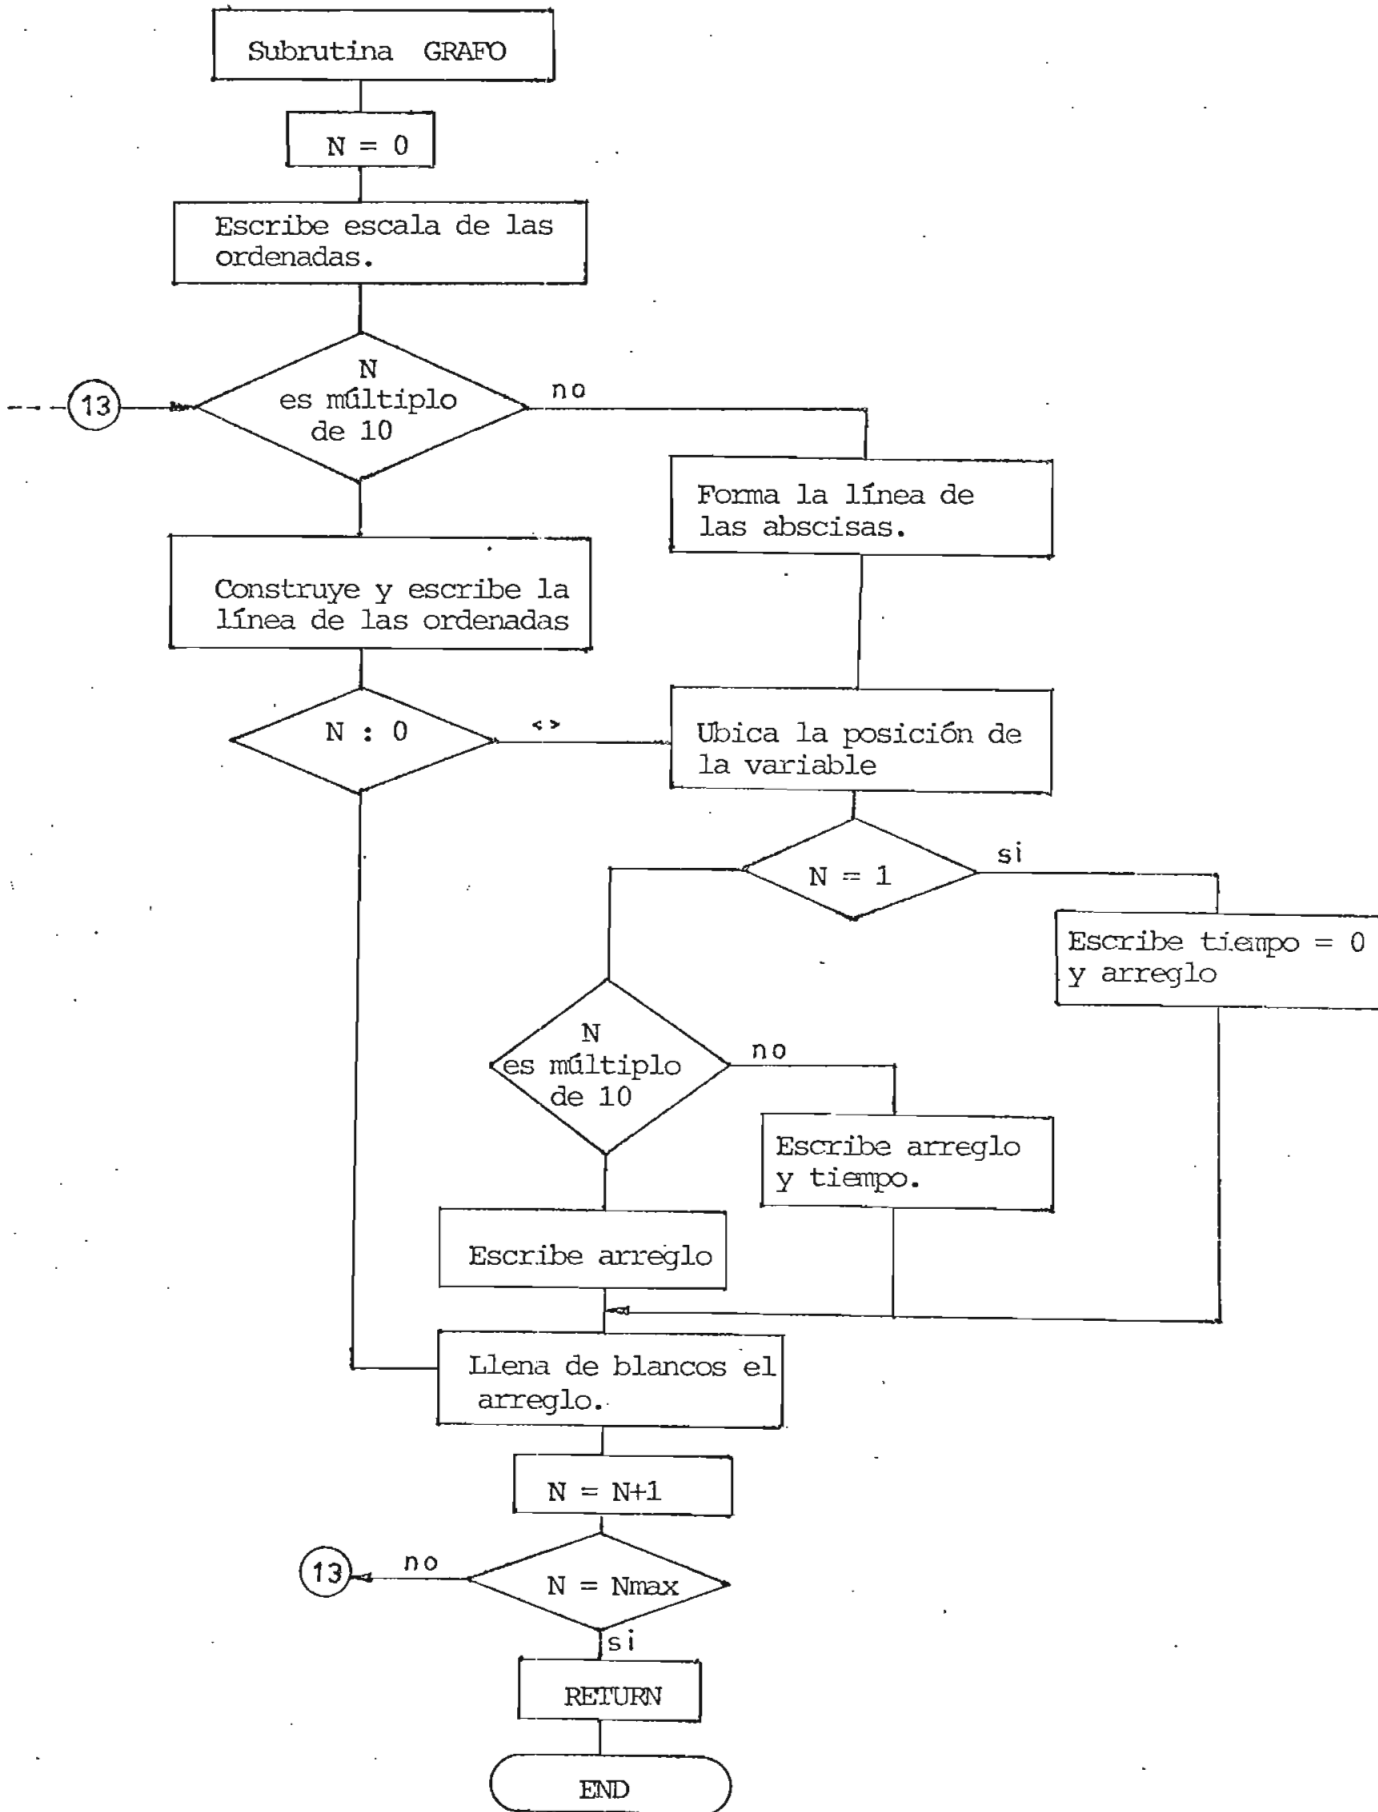 Subrutina GRAFO
N = 0
Escribe escala de las
ordenadas.
13
N
es múltiplo
de 10
no
Forma la línea de
las abscisas.
Construye y escribe la
línea de las ordenadas
N : 0
<>
Ubica la posición de
la variable
N = 1
si
Escribe tiempo = 0
y arreglo
N
es múltiplo
de 10
no
Escribe arreglo
y tiempo.
Escribe arreglo
Llena de blancos el
arreglo.
N = N+1
13
no
N = Nmax
si
RETURN
END